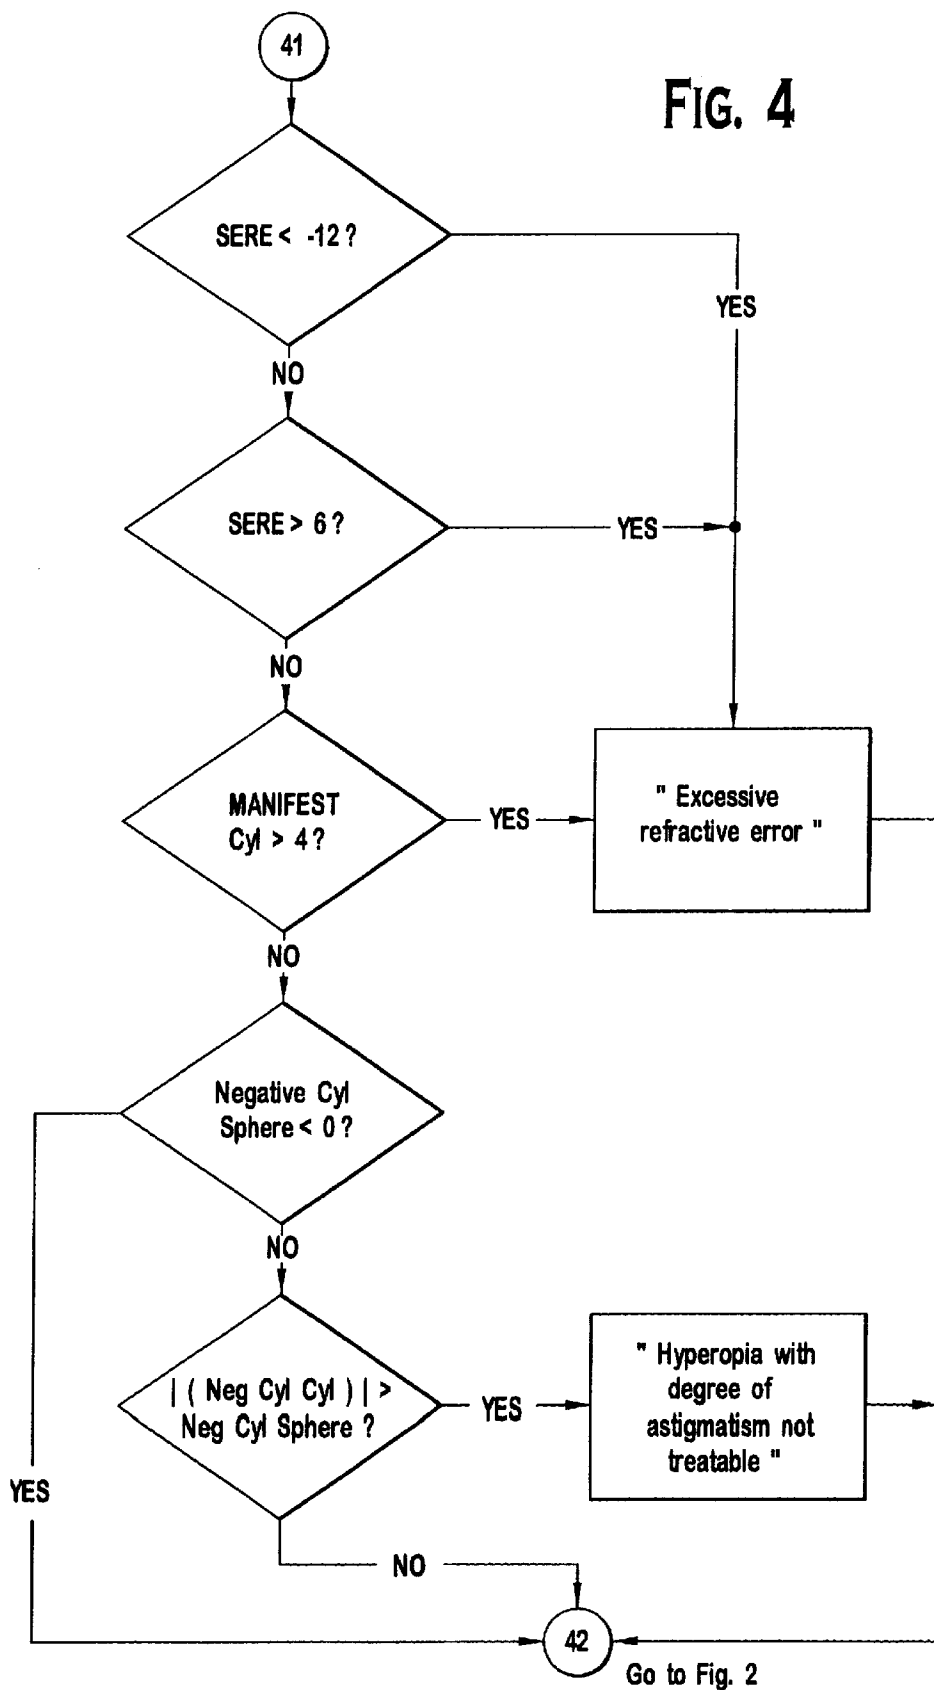 41
FIG. 4
SERE < -12 ?
YES
NO
SERE > 6 ?
YES
NO
MANIFEST
Cyl > 4 ?
YES
" Excessive
refractive error "
NO
Negative Cyl
Sphere < 0 ?
NO
| ( Neg Cyl Cyl ) | >
Neg Cyl Sphere ?
YES
" Hyperopia with
degree of
astigmatism not
treatable "
YES
NO
42
Go to Fig. 2